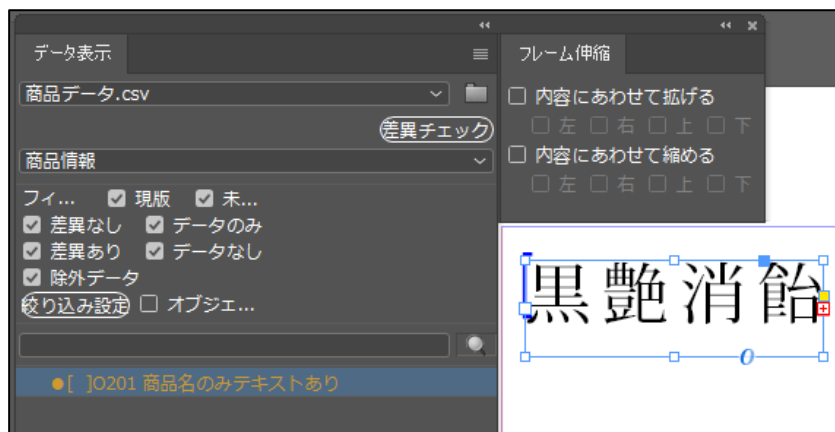 データ表示
商品データ.csv
差異チェック
商品情報
フィ... 現版 未...
差異なし データのみ
差異あり データなし
除外データ
絞り込み設定 オブジェ...
●[ ]O201 商品名のみテキストあり
フレーム伸縮
内容にあわせて拡げる
左 右 上 下
内容にあわせて縮める
左 右 上 下
黒艶消飴